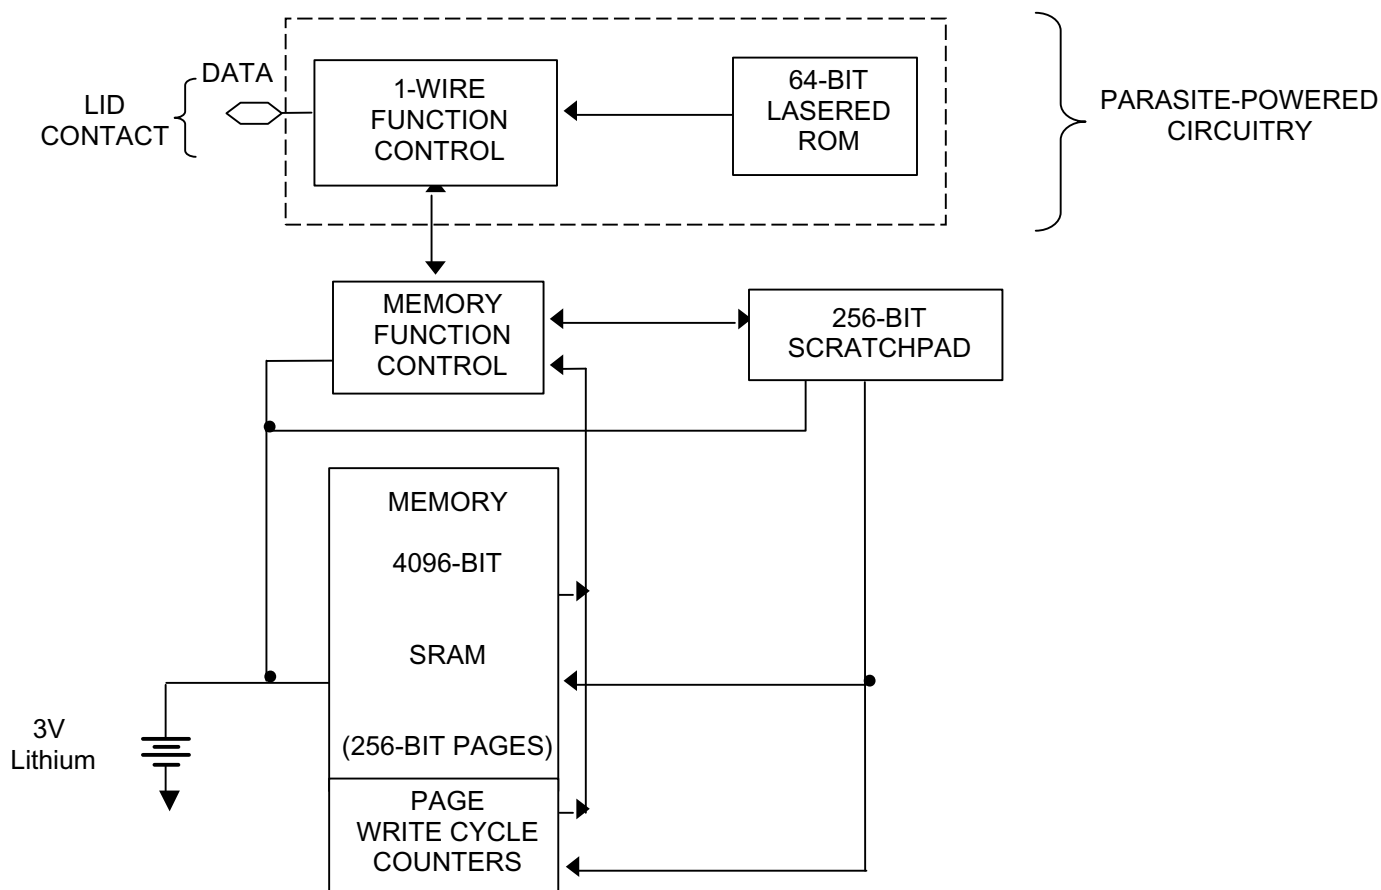 DATA
LID
CONTACT
1-WIRE
FUNCTION
CONTROL
64-BIT
LASERED
ROM
PARASITE-POWERED
CIRCUITRY
MEMORY
FUNCTION
CONTROL
256-BIT
SCRATCHPAD
MEMORY
4096-BIT
SRAM
(256-BIT PAGES)
3V
Lithium
PAGE
WRITE CYCLE
COUNTERS